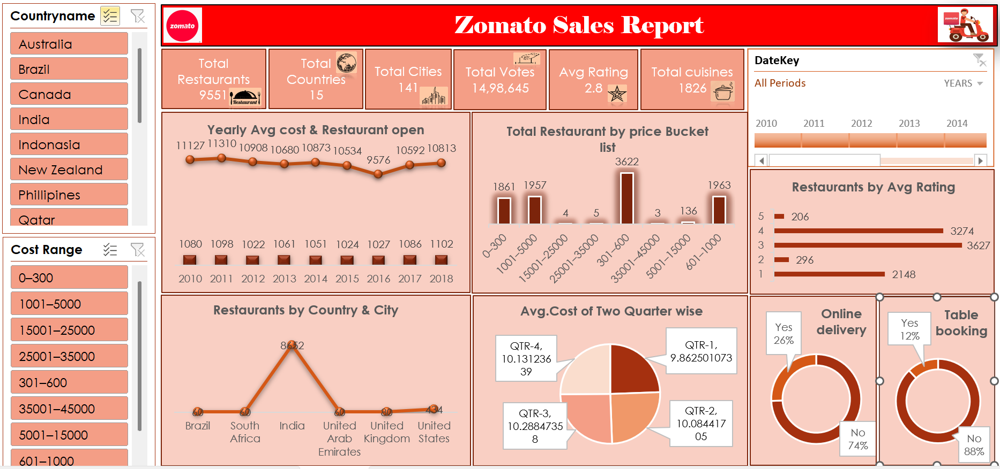 Countryname
Australia
Brazil
Canada
India
Indonasia
New Zealand
Phillipines
Qatar
Cost Range
0–300
1001–5000
15001–25000
25001–35000
301–600
35001–45000
5001–15000
601–1000
zomato
Zomato Sales Report
zomato
Total
Restaurants
9551
Restaurant
Total
Countries
15
Total Cities
141
Total Votes
14,98,645
Avg Rating
2.8
Total cuisines
1826
DateKey
All Periods
YEARS
2010 2011 2012 2013 2014
Yearly Avg cost & Restaurant open
11127 11310 10908 10680 10873 10534 9576 10592 10813
1080 1098 1022 1061 1051 1024 1027 1086 1102
2010 2011 2012 2013 2014 2015 2016 2017 2018
Total Restaurant by price Bucket
list
1861 1957 4 5 3622 3 136 1963
0–300 1001–5000 15001–25000 25001–35000 301–600 35001–45000 5001–15000 601–1000
Restaurants by Avg Rating
5 206
4 3274
3 3627
2 296
1 2148
Restaurants by Country & City
60 60 8652 60 80 434
Brazil South India United United United
Africa Arab Kingdom States
Emirates
Avg.Cost of Two Quarter wise
QTR-4,
10.131236
39
QTR-1,
9.862501073
QTR-3,
10.2884735
8
QTR-2,
10.084417
05
Online
delivery
Yes
26%
No
74%
Table
booking
Yes
12%
No
88%